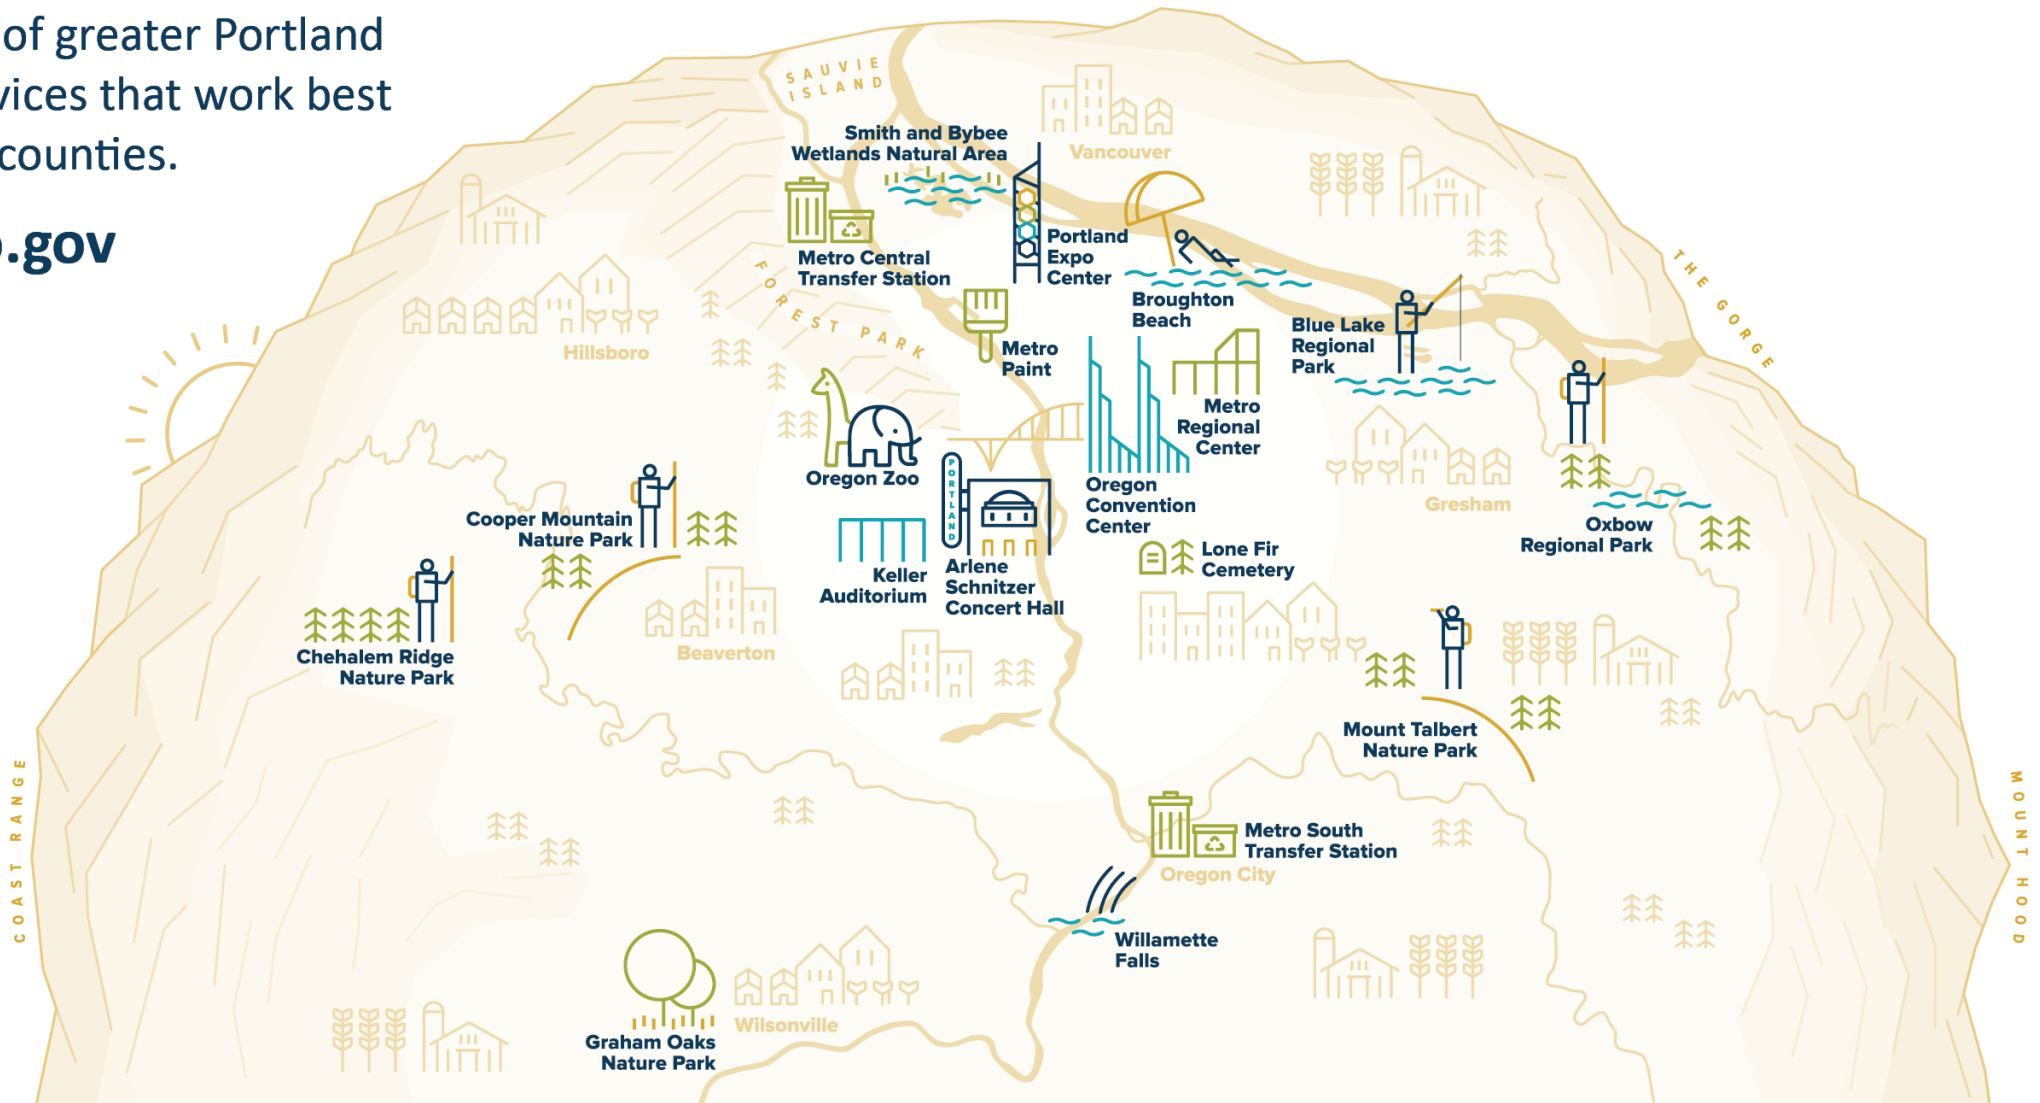 of greater Portland
vices that work best
counties.
.gov
SAUVIE
ISLAND
Smith and Bybee
Wetlands Natural Area
Vancouver
Metro Central
Transfer Station
Portland
Expo
Center
Broughton
Beach
THE GORGE
FOREST PARK
Hillsboro
Metro
Paint
Blue Lake
Regional
Park
Metro
Regional
Center
Oregon Zoo
PORTLAND
Oregon
Convention
Center
Gresham
Cooper Mountain
Nature Park
Oxbow
Regional Park
Keller
Auditorium
Arlene
Schnitzer
Concert Hall
Lone Fir
Cemetery
Chehalem Ridge
Nature Park
Beaverton
Mount Talbert
Nature Park
COAST RANGE
MOUNT HOOD
Metro South
Transfer Station
Oregon City
Willamette
Falls
Wilsonville
Graham Oaks
Nature Park